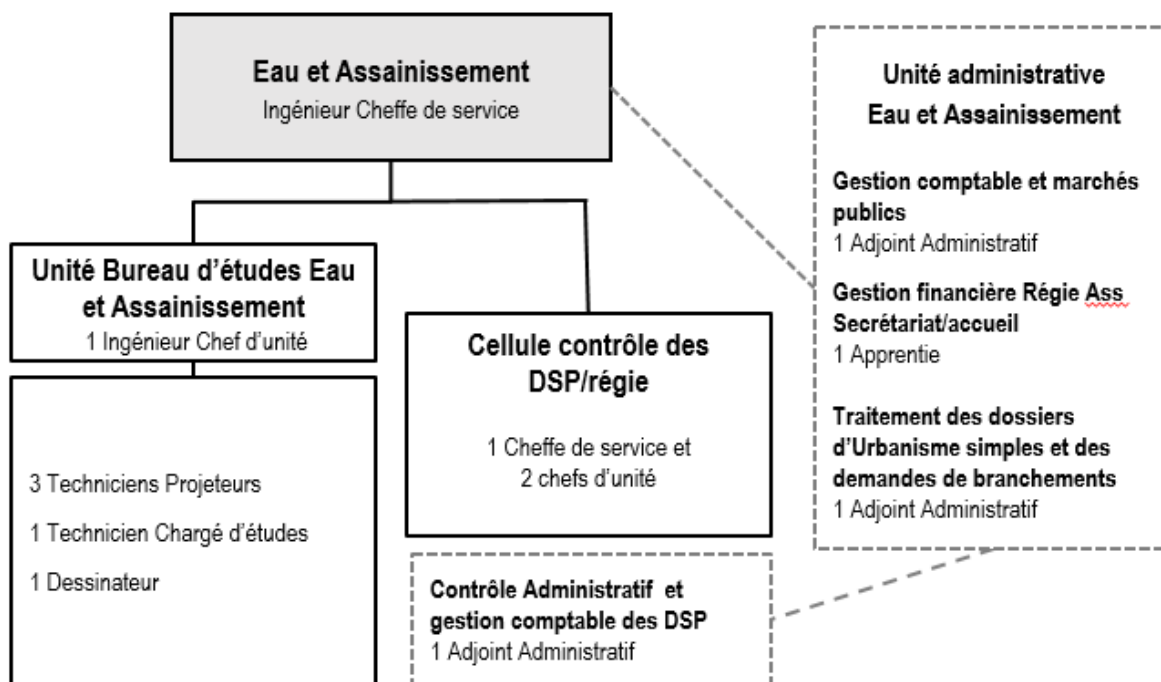 Eau et Assainissement
Ingénieur Cheffe de service
Unité Bureau d'études Eau
et Assainissement
1 Ingénieur Chef d'unité
3 Techniciens Projeteurs
1 Technicien Chargé d'études
1 Dessinateur
Cellule contrôle des
DSP/régie
1 Cheffe de service et
2 chefs d'unité
Contrôle Administratif et
gestion comptable des DSP
1 Adjoint Administratif
Unité administrative
Eau et Assainissement
Gestion comptable et marchés
publics
1 Adjoint Administratif
Gestion financière Régie Ass
Secrétariat/accueil
1 Apprentie
Traitement des dossiers
d'Urbanisme simples et des
demandes de branchements
1 Adjoint Administratif